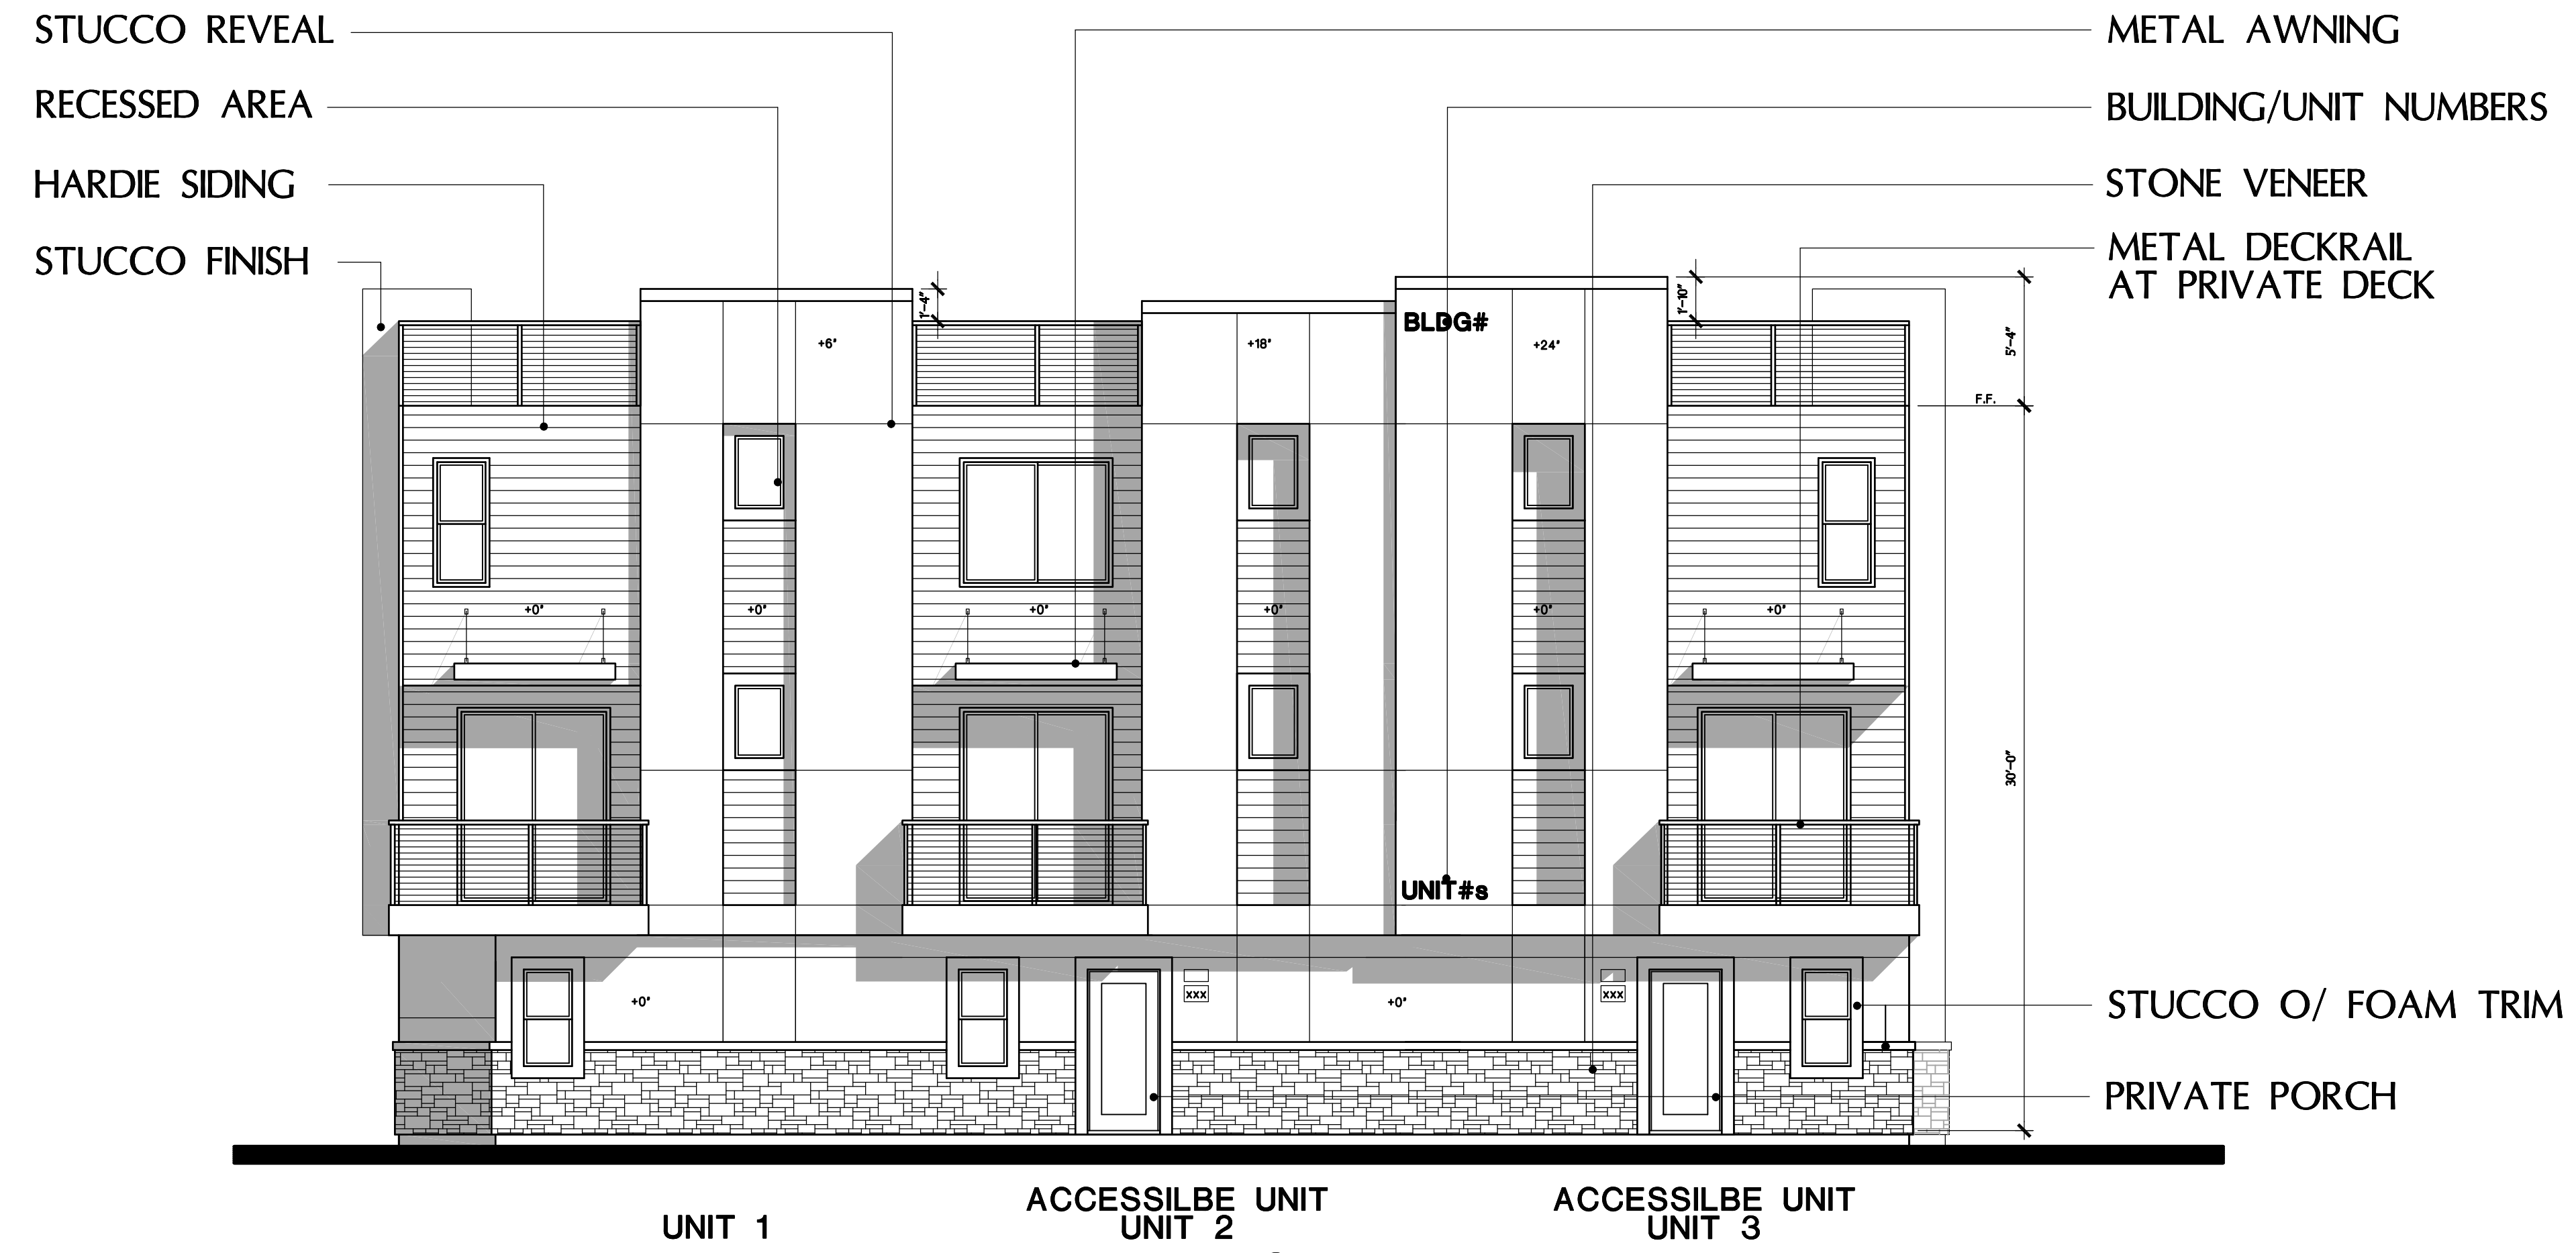 STUCCO REVEAL
RECESSED AREA
HARDIE SIDING
STUCCO FINISH
METAL AWNING
BUILDING/UNIT NUMBERS
STONE VENEER
METAL DECKRAIL
AT PRIVATE DECK
1'-4"
1'-10"
5'-4"
BLDG#
+6"
+18"
+24"
F.F.
+0"
+0"
+0"
+0"
+0"
+0"
30'-0"
UNIT#s
XXX
XXX
+0"
+0"
STUCCO O/ FOAM TRIM
PRIVATE PORCH
UNIT 1
ACCESSILBE UNIT
UNIT 2
ACCESSILBE UNIT
UNIT 3